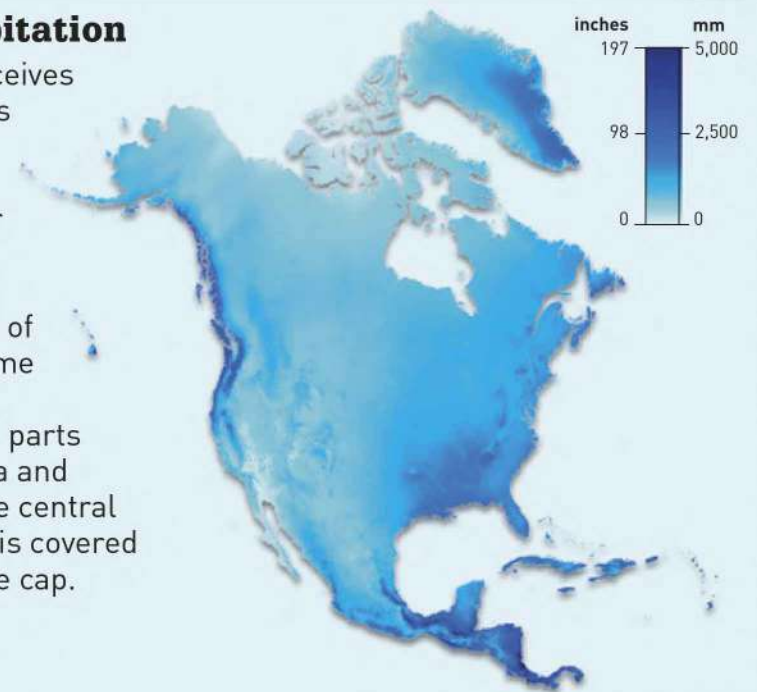 pitation
ceives
s
.
of
me
parts
a and
e central
is covered
e cap.
inches mm
197 5,000
98 2,500
0 0